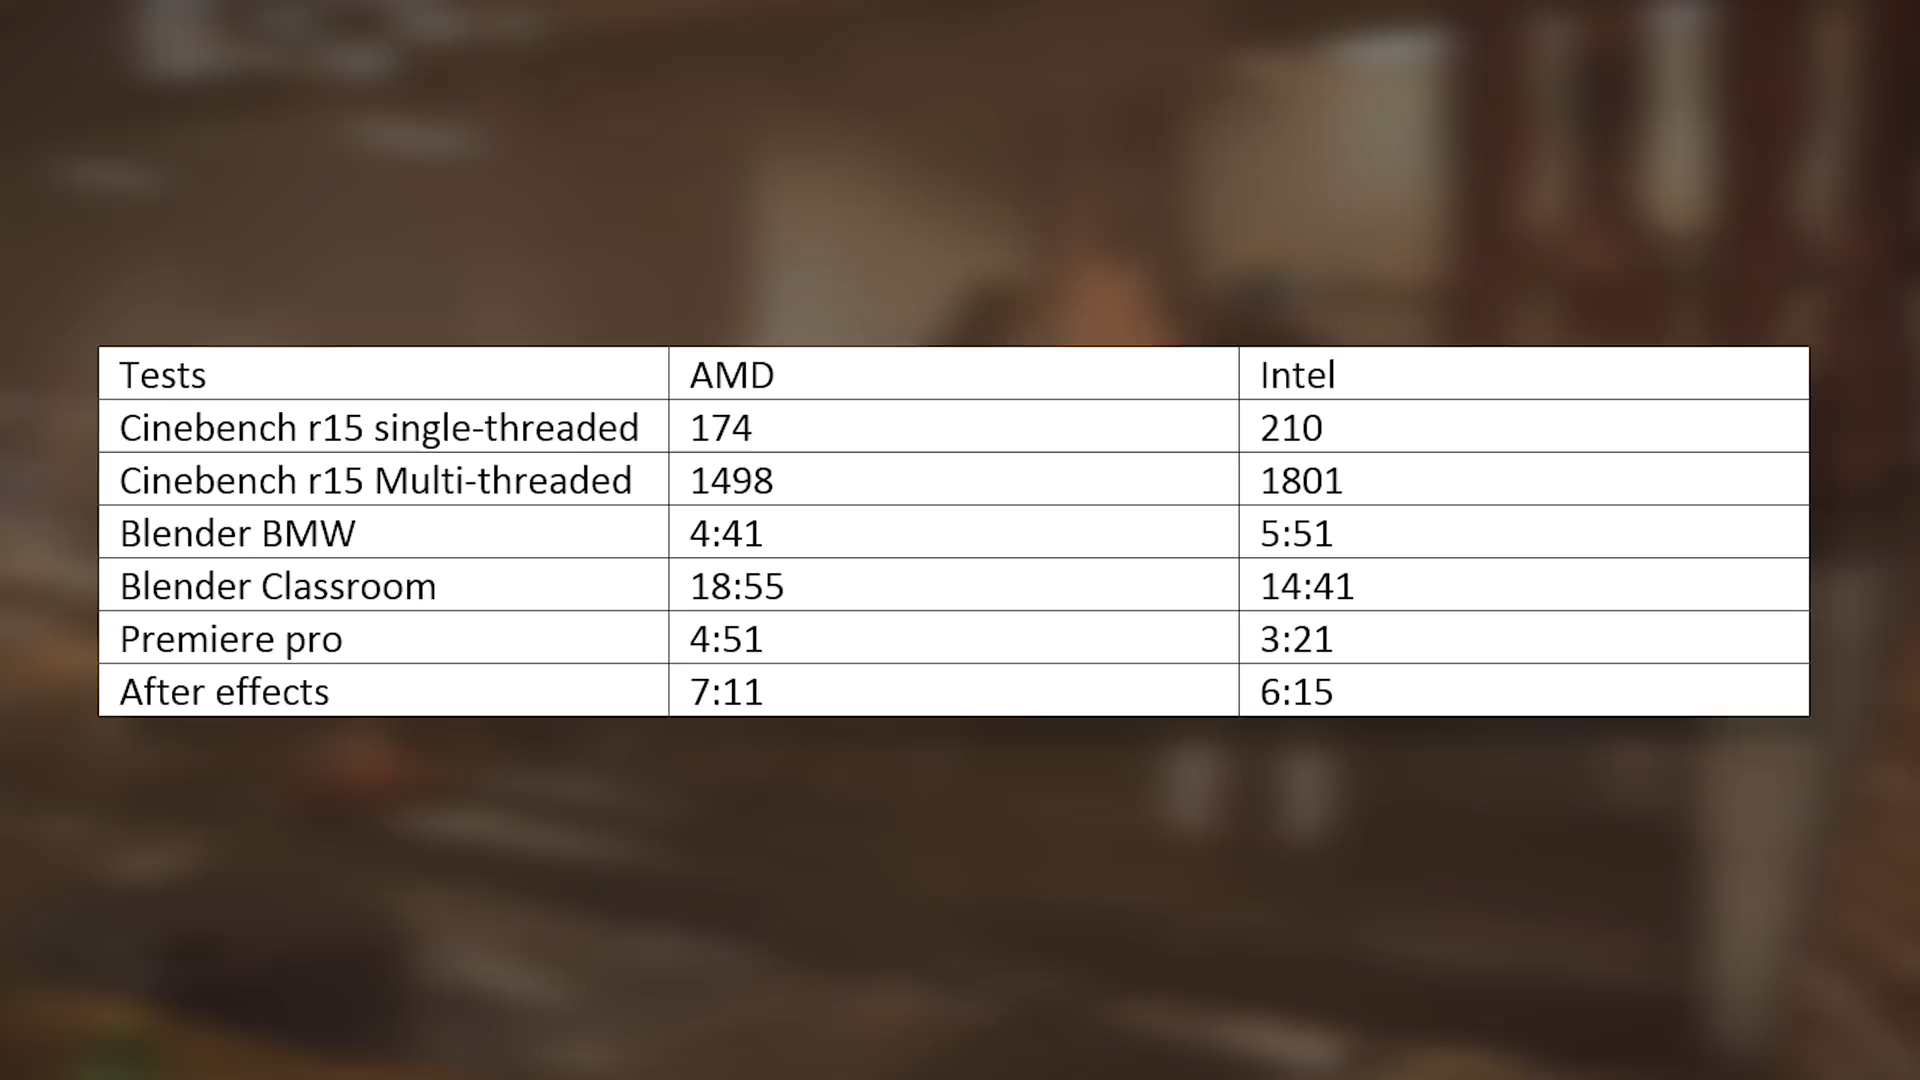 Tests AMD Intel
Cinebench r15 single-threaded 174 210
Cinebench r15 Multi-threaded 1498 1801
Blender BMW 4:41 5:51
Blender Classroom 18:55 14:41
Premiere pro 4:51 3:21
After effects 7:11 6:15